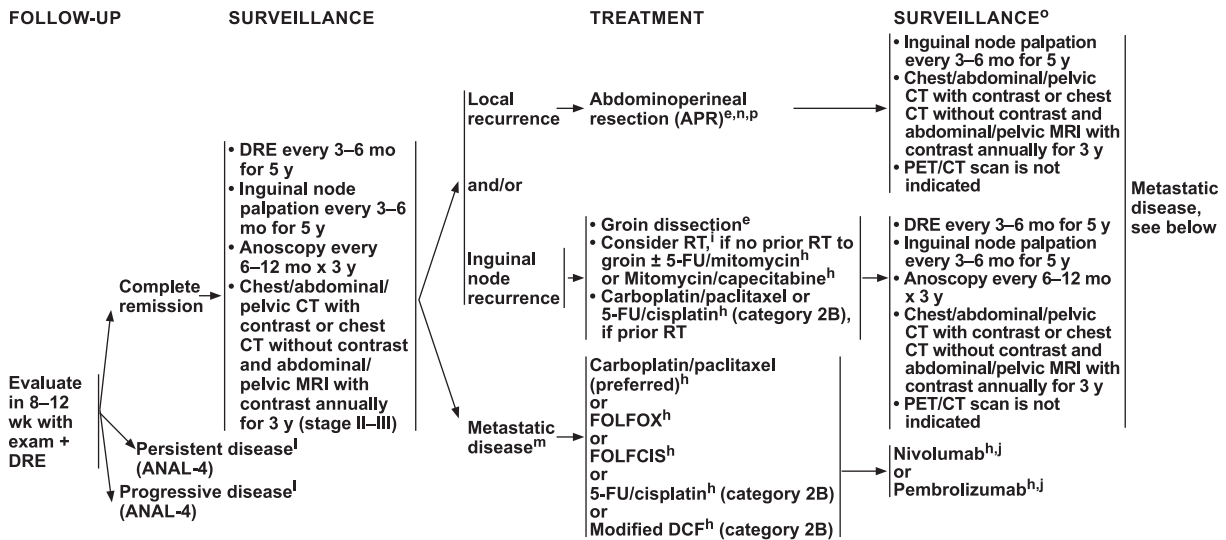 FOLLOW-UP
SURVEILLANCE
TREATMENT
SURVEILLANCEᵒ
Evaluate
in 8–12
wk with
exam +
DRE
Complete
remission
Persistent diseaseˡ
(ANAL-4)
Progressive diseaseˡ
(ANAL-4)
• DRE every 3–6 mo
for 5 y
• Inguinal node
palpation every 3–6
mo for 5 y
• Anoscopy every
6–12 mo x 3 y
• Chest/abdominal/
pelvic CT with
contrast or chest
CT without contrast
and abdominal/
pelvic MRI with
contrast annually
for 3 y (stage II–III)
Local
recurrence
and/or
Inguinal
node
recurrence
Metastatic
diseaseᵐ
Abdominoperineal
resection (APR)ᵉ,ⁿ,ᵖ
• Groin dissectionᵉ
• Consider RT,ⁱ if no prior RT to
groin ± 5-FU/mitomycinʰ
or Mitomycin/capecitabineʰ
• Carboplatin/paclitaxel or
5-FU/cisplatinʰ (category 2B),
if prior RT
Carboplatin/paclitaxel
(preferred)ʰ
or
FOLFOXʰ
or
FOLFCISʰ
or
5-FU/cisplatinʰ (category 2B)
or
Modified DCFʰ (category 2B)
• Inguinal node palpation
every 3–6 mo for 5 y
• Chest/abdominal/pelvic
CT with contrast or chest
CT without contrast and
abdominal/pelvic MRI with
contrast annually for 3 y
• PET/CT scan is not
indicated
• DRE every 3–6 mo for 5 y
• Inguinal node palpation
every 3–6 mo for 5 y
• Anoscopy every 6–12 mo
x 3 y
• Chest/abdominal/pelvic
CT with contrast or chest
CT without contrast and
abdominal/pelvic MRI with
contrast annually for 3 y
• PET/CT scan is not
indicated
Nivolumabʰ,ʲ
or
Pembrolizumabʰ,ʲ
Metastatic
disease,
see below